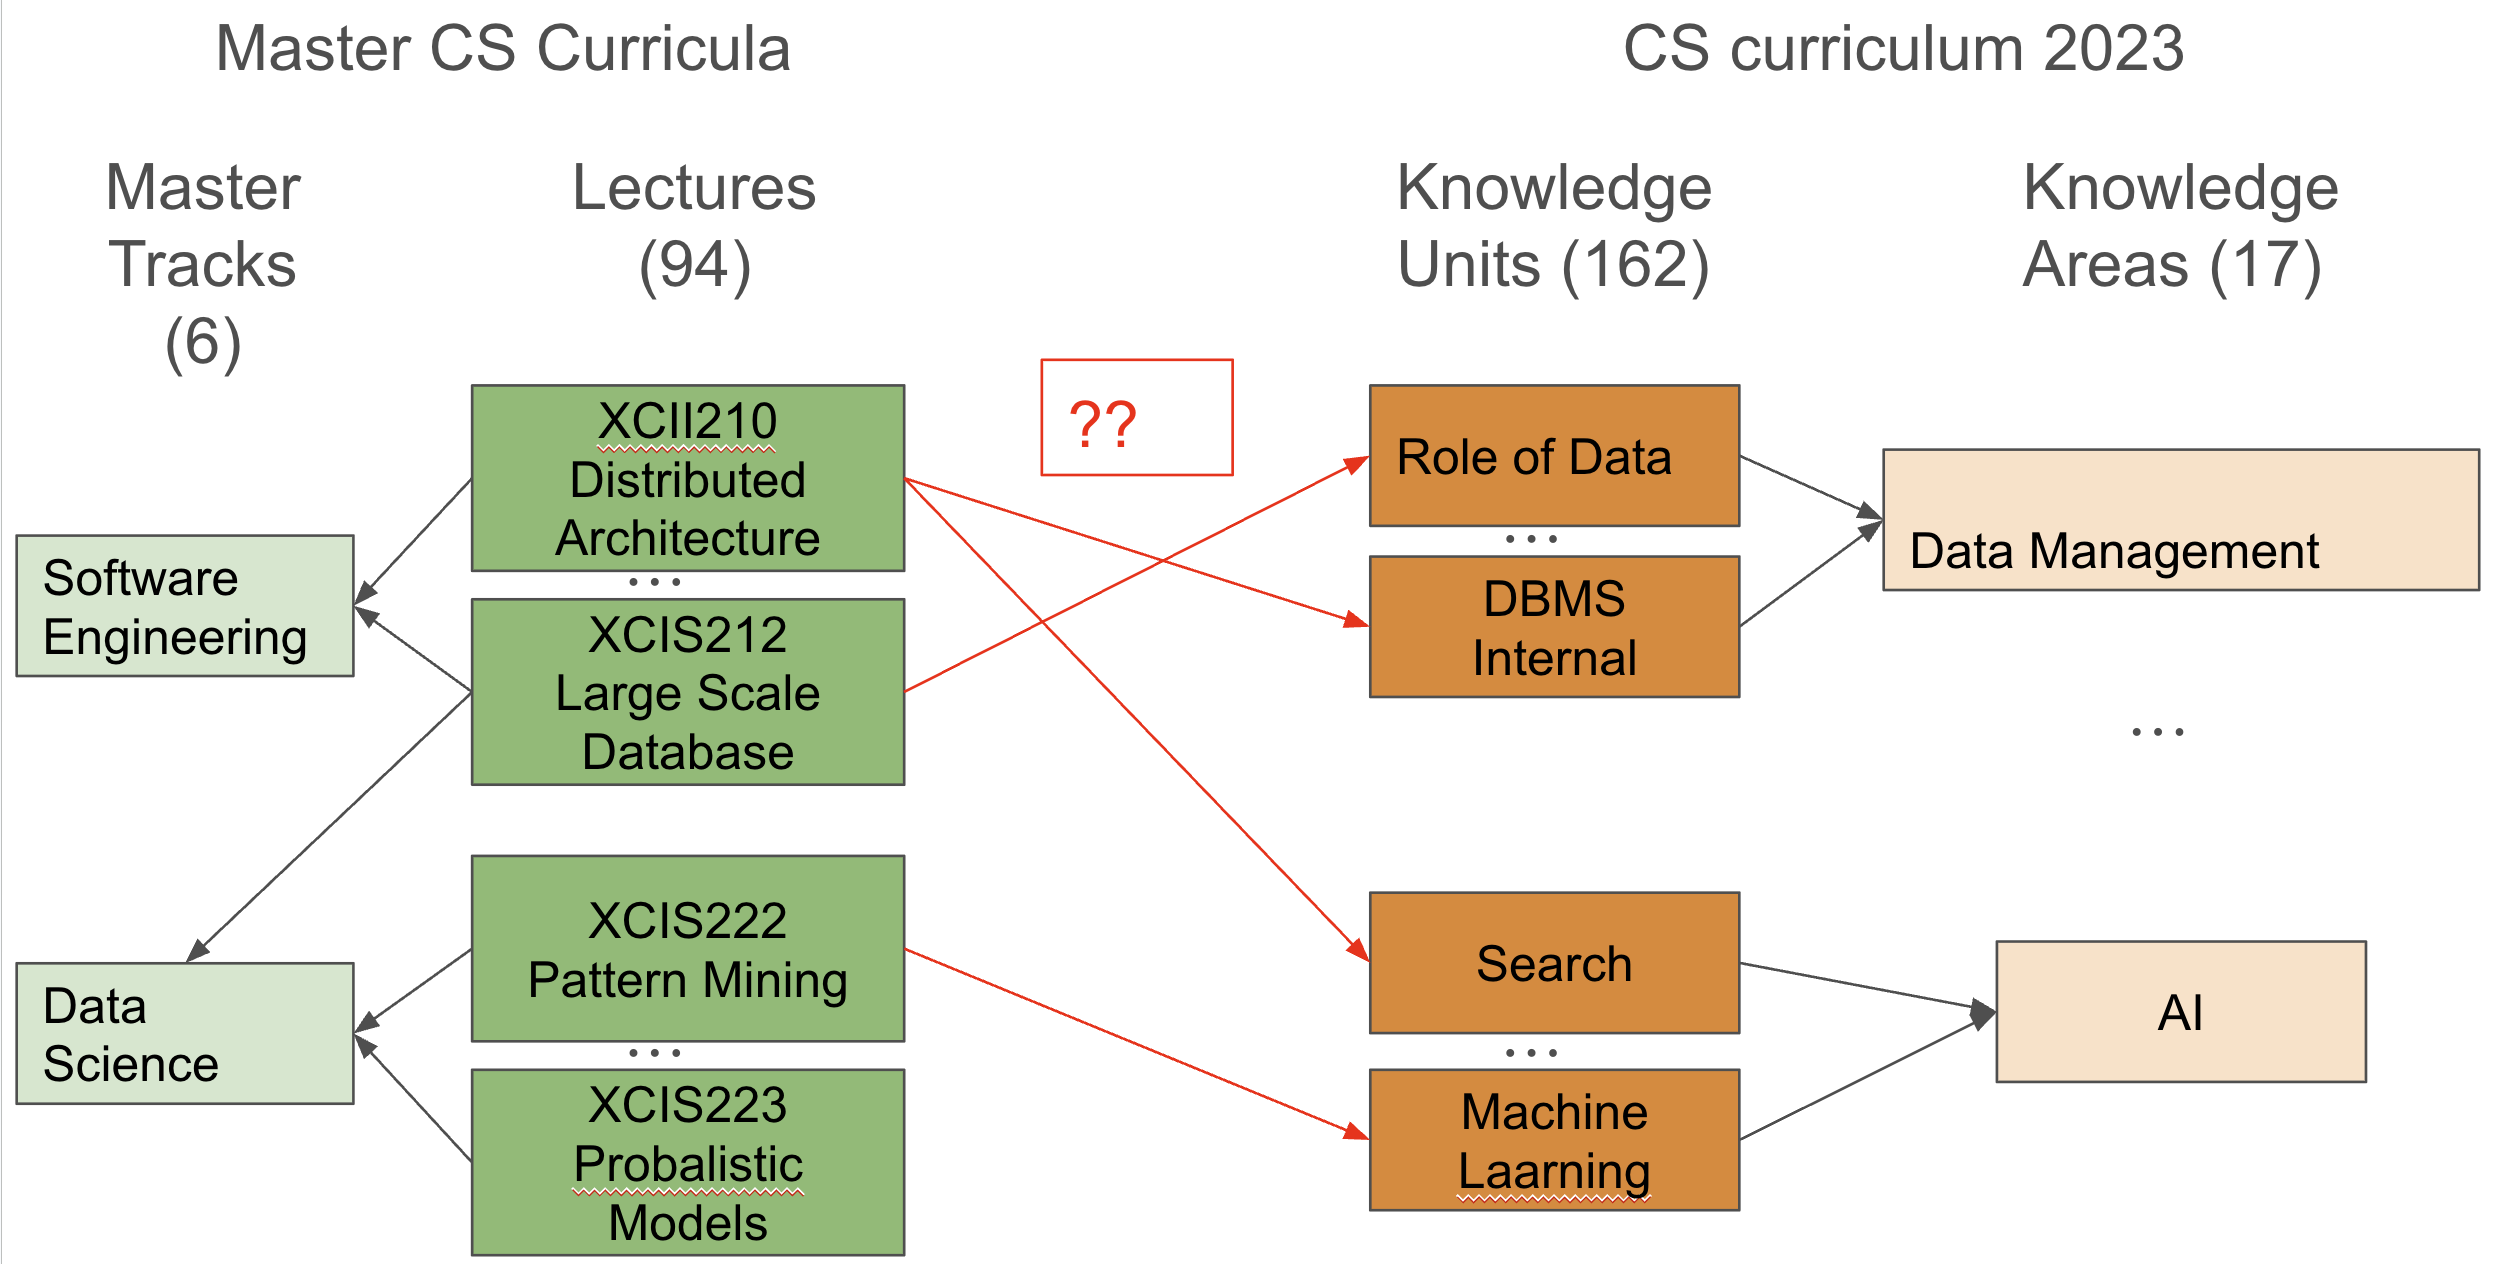 Master CS Curricula
CS curriculum 2023
Master
Tracks
(6)
Lectures
(94)
Knowledge
Units (162)
Knowledge
Areas (17)
??
Software
Engineering
Data
Science
XCII210
Distributed
Architecture
...
XCIS212
Large Scale
Database
XCIS222
Pattern Mining
...
XCIS223
Probalistic
Models
Role of Data
...
DBMS
Internal
Search
...
Machine
Laarning
Data Management
...
AI